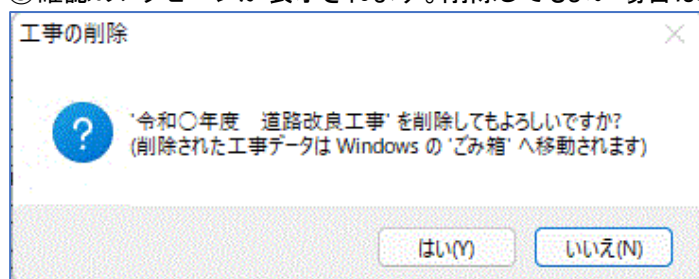 工事の削除
'令和○年度　道路改良工事' を削除してもよろしいですか?
(削除された工事データは Windows の 'ごみ箱' へ移動されます)
はい(Y)
いいえ(N)